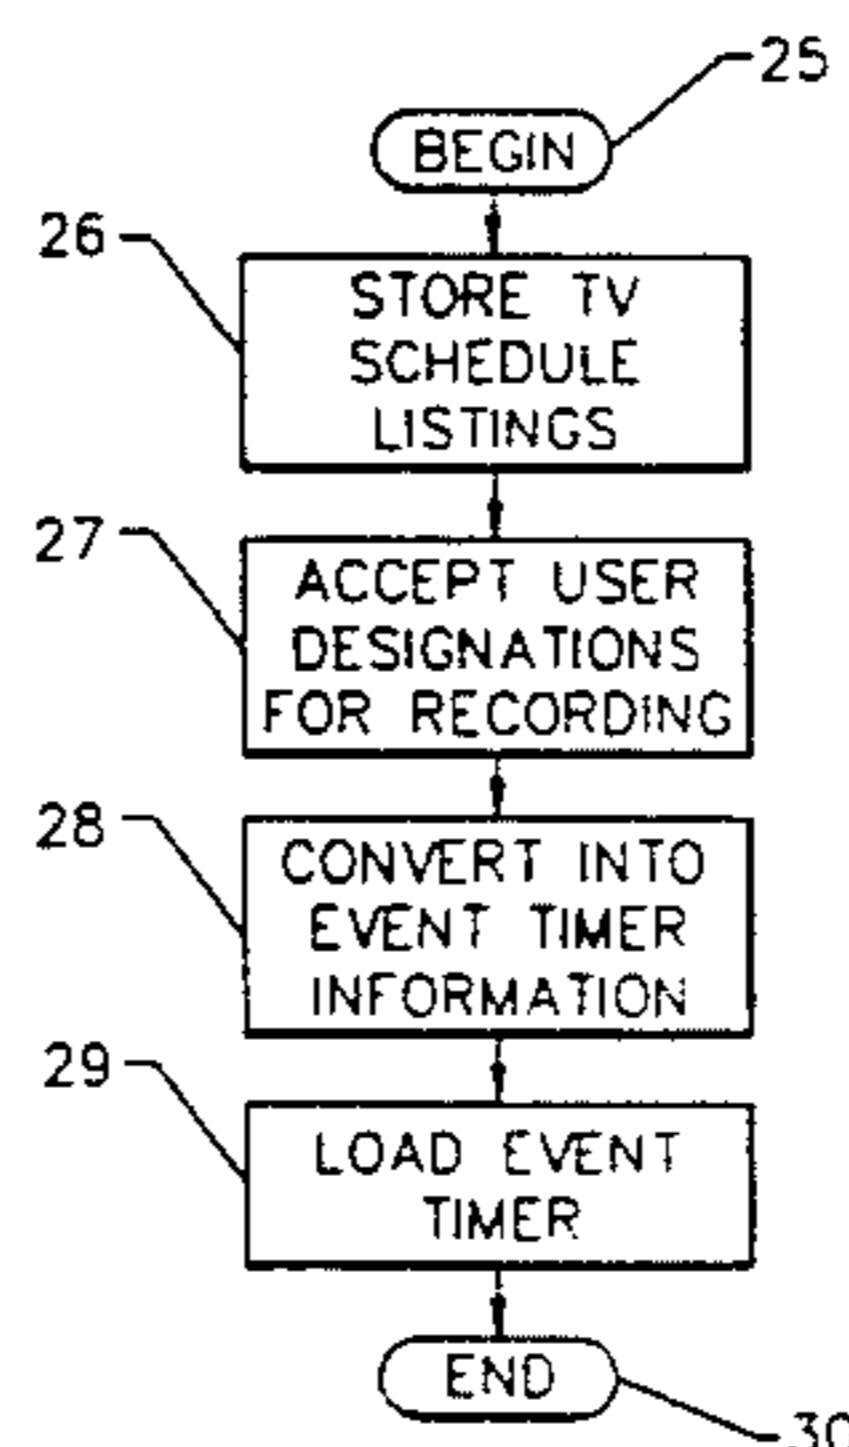 25
BEGIN
26
STORE TV
SCHEDULE
LISTINGS
27
ACCEPT USER
DESIGNATIONS
FOR RECORDING
28
CONVERT INTO
EVENT TIMER
INFORMATION
29
LOAD EVENT
TIMER
END
30